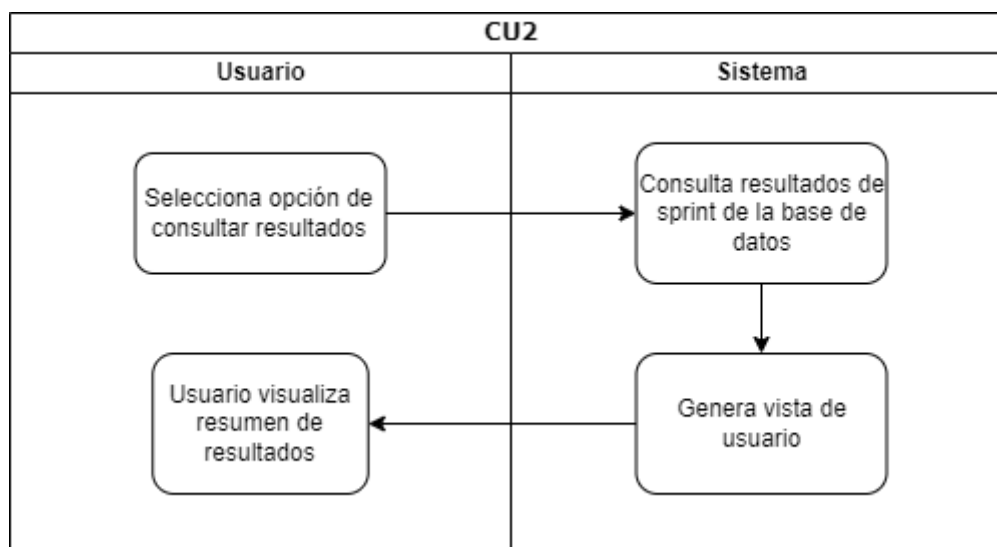 CU2
Usuario
Sistema
Selecciona opción de
consultar resultados
Consulta resultados de
sprint de la base de
datos
Usuario visualiza
resumen de
resultados
Genera vista de
usuario